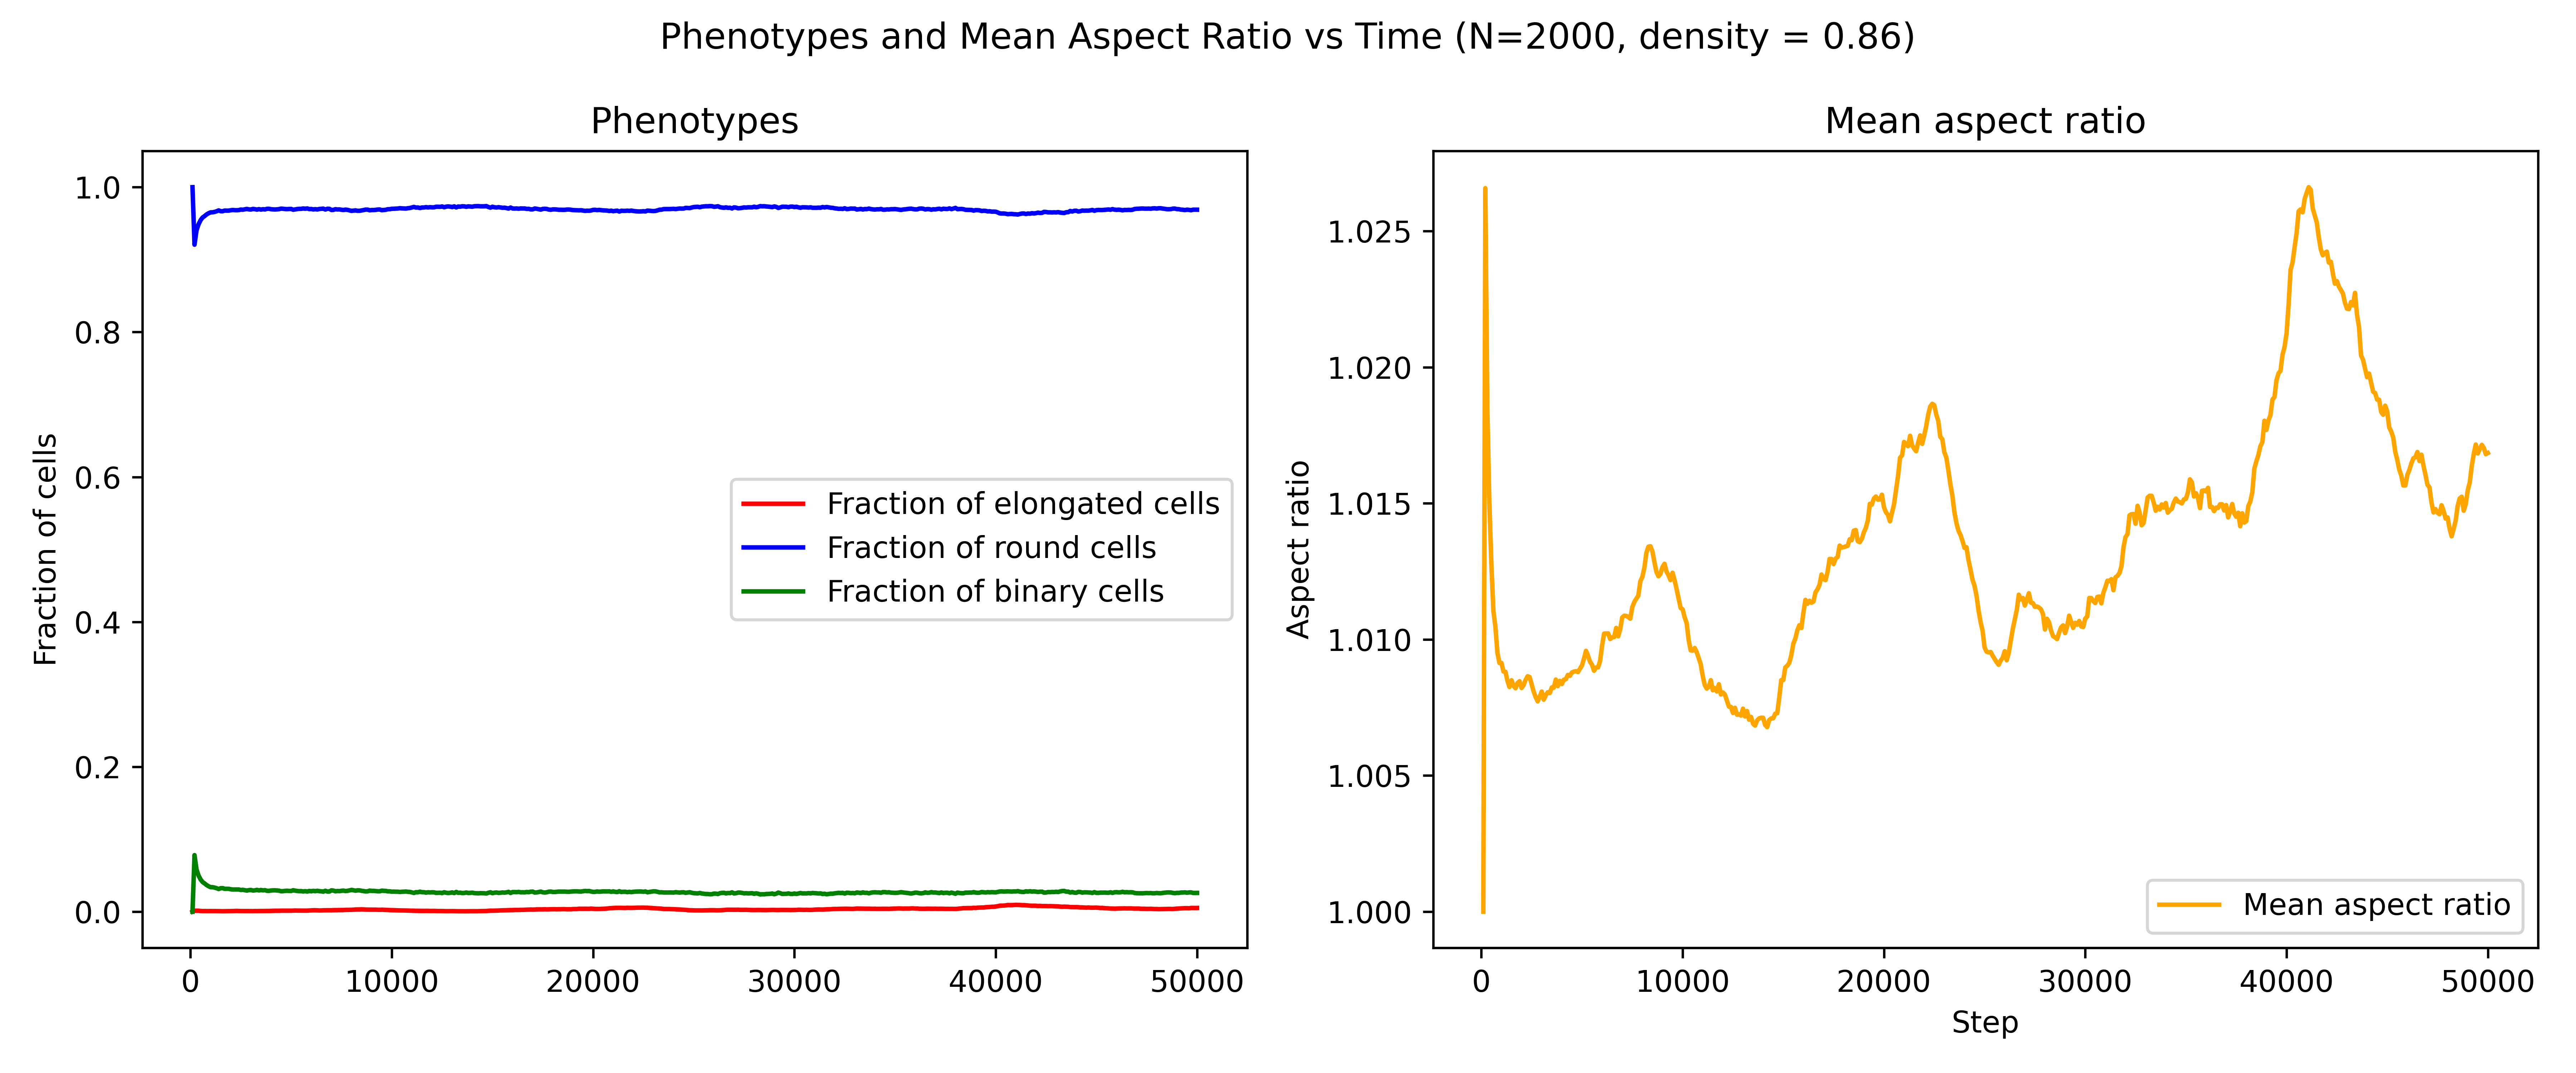 Phenotypes and Mean Aspect Ratio vs Time (N=2000, density = 0.86)
Phenotypes
Fraction of cells
1.0
0.8
0.6
0.4
0.2
0.0
Fraction of elongated cells
Fraction of round cells
Fraction of binary cells
0 10000 20000 30000 40000 50000
Mean aspect ratio
Aspect ratio
1.025
1.020
1.015
1.010
1.005
1.000
Mean aspect ratio
0 10000 20000 30000 40000 50000
Step